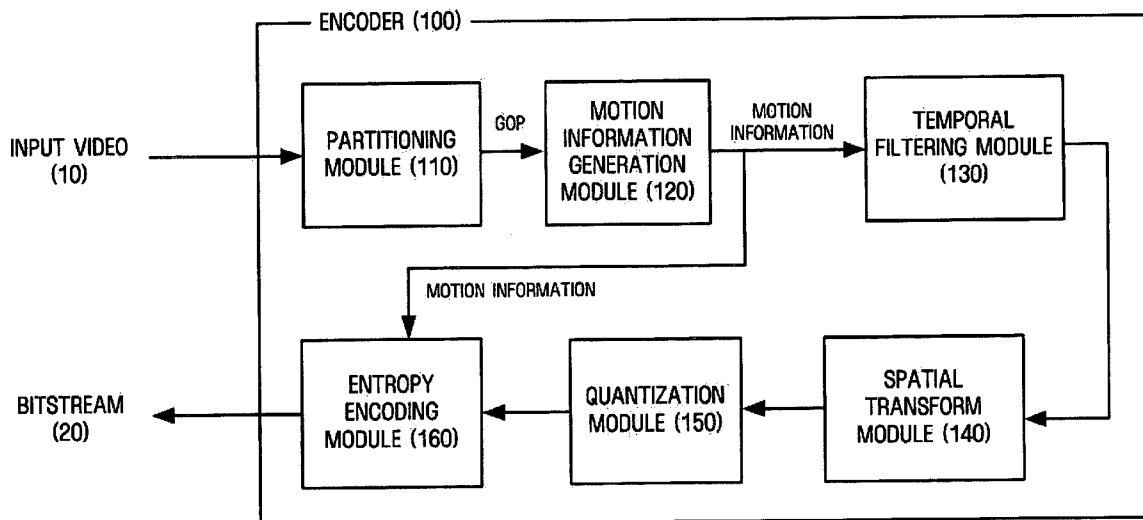 ENCODER (100)
INPUT VIDEO
(10)
PARTITIONING
MODULE (110)
GOP
MOTION
INFORMATION
GENERATION
MODULE (120)
MOTION
INFORMATION
TEMPORAL
FILTERING MODULE
(130)
MOTION INFORMATION
BITSTREAM
(20)
ENTROPY
ENCODING
MODULE (160)
QUANTIZATION
MODULE (150)
SPATIAL
TRANSFORM
MODULE (140)